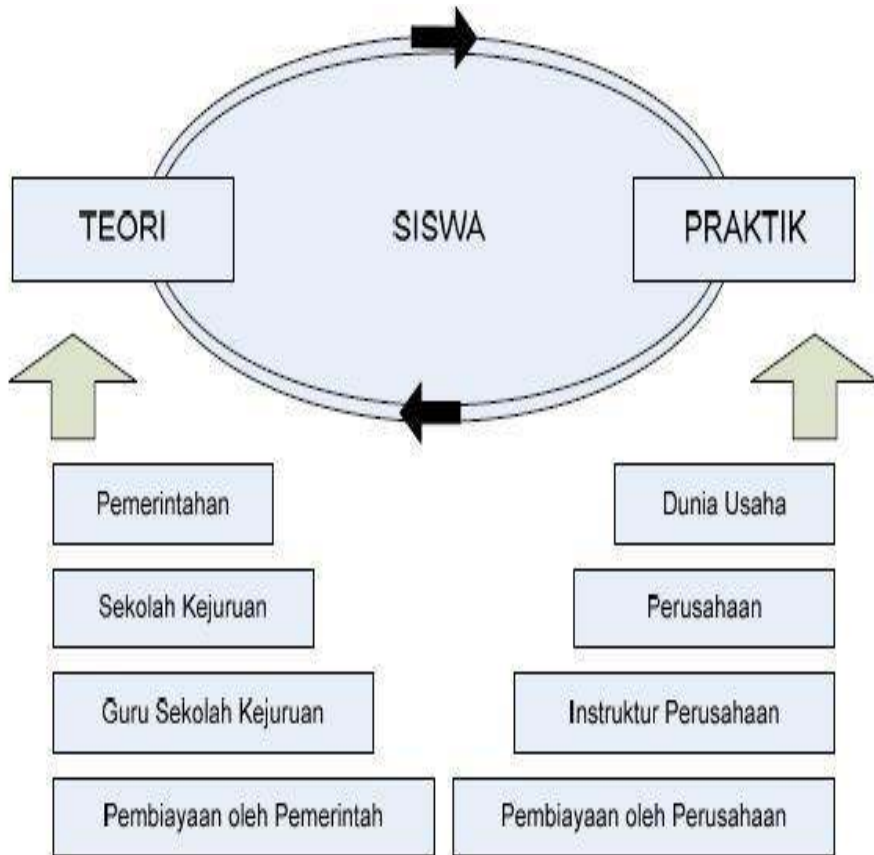 TEORI
SISWA
PRAKTIK
Pemerintahan
Dunia Usaha
Sekolah Kejuruan
Perusahaan
Guru Sekolah Kejuruan
Instruktur Perusahaan
Pembiayaan oleh Pemerintah
Pembiayaan oleh Perusahaan